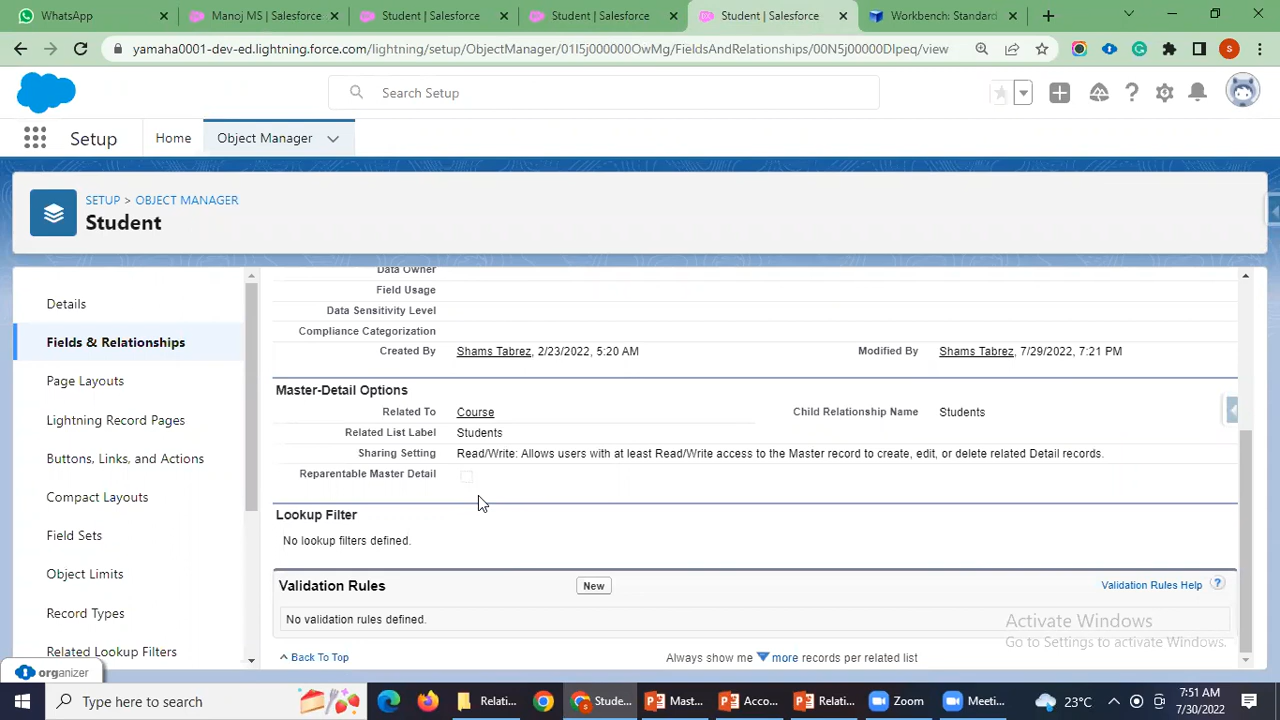 WhatsApp
Manoj MS | Salesforce
Student | Salesforce
Student | Salesforce
Student | Salesforce
Workbench: Standard
yamaha0001-dev-ed.lightning.force.com/lightning/setup/ObjectManager/01I5j000000OwMg/FieldsAndRelationships/00N5j00000DIpeq/view
S
Search Setup
Setup
Home
Object Manager
SETUP > OBJECT MANAGER
Student
Details
Fields & Relationships
Page Layouts
Lightning Record Pages
Buttons, Links, and Actions
Compact Layouts
Field Sets
Object Limits
Record Types
Related Lookup Filters
Data Owner
Field Usage
Data Sensitivity Level
Compliance Categorization
Created By Shams Tabrez, 2/23/2022, 5:20 AM Modified By Shams Tabrez, 7/29/2022, 7:21 PM
Master-Detail Options
Related To Course Child Relationship Name Students
Related List Label Students
Sharing Setting Read/Write: Allows users with at least Read/Write access to the Master record to create, edit, or delete related Detail records.
Reparentable Master Detail
Lookup Filter
No lookup filters defined.
Validation Rules New Validation Rules Help ?
No validation rules defined.
Back To Top Always show me more records per related list
Activate Windows
Go to Settings to activate Windows.
organizer
Type here to search
Relati...
Stude...
Mast...
Acco...
Relati...
Zoom
Meeti...
23°C
7:51 AM
7/30/2022